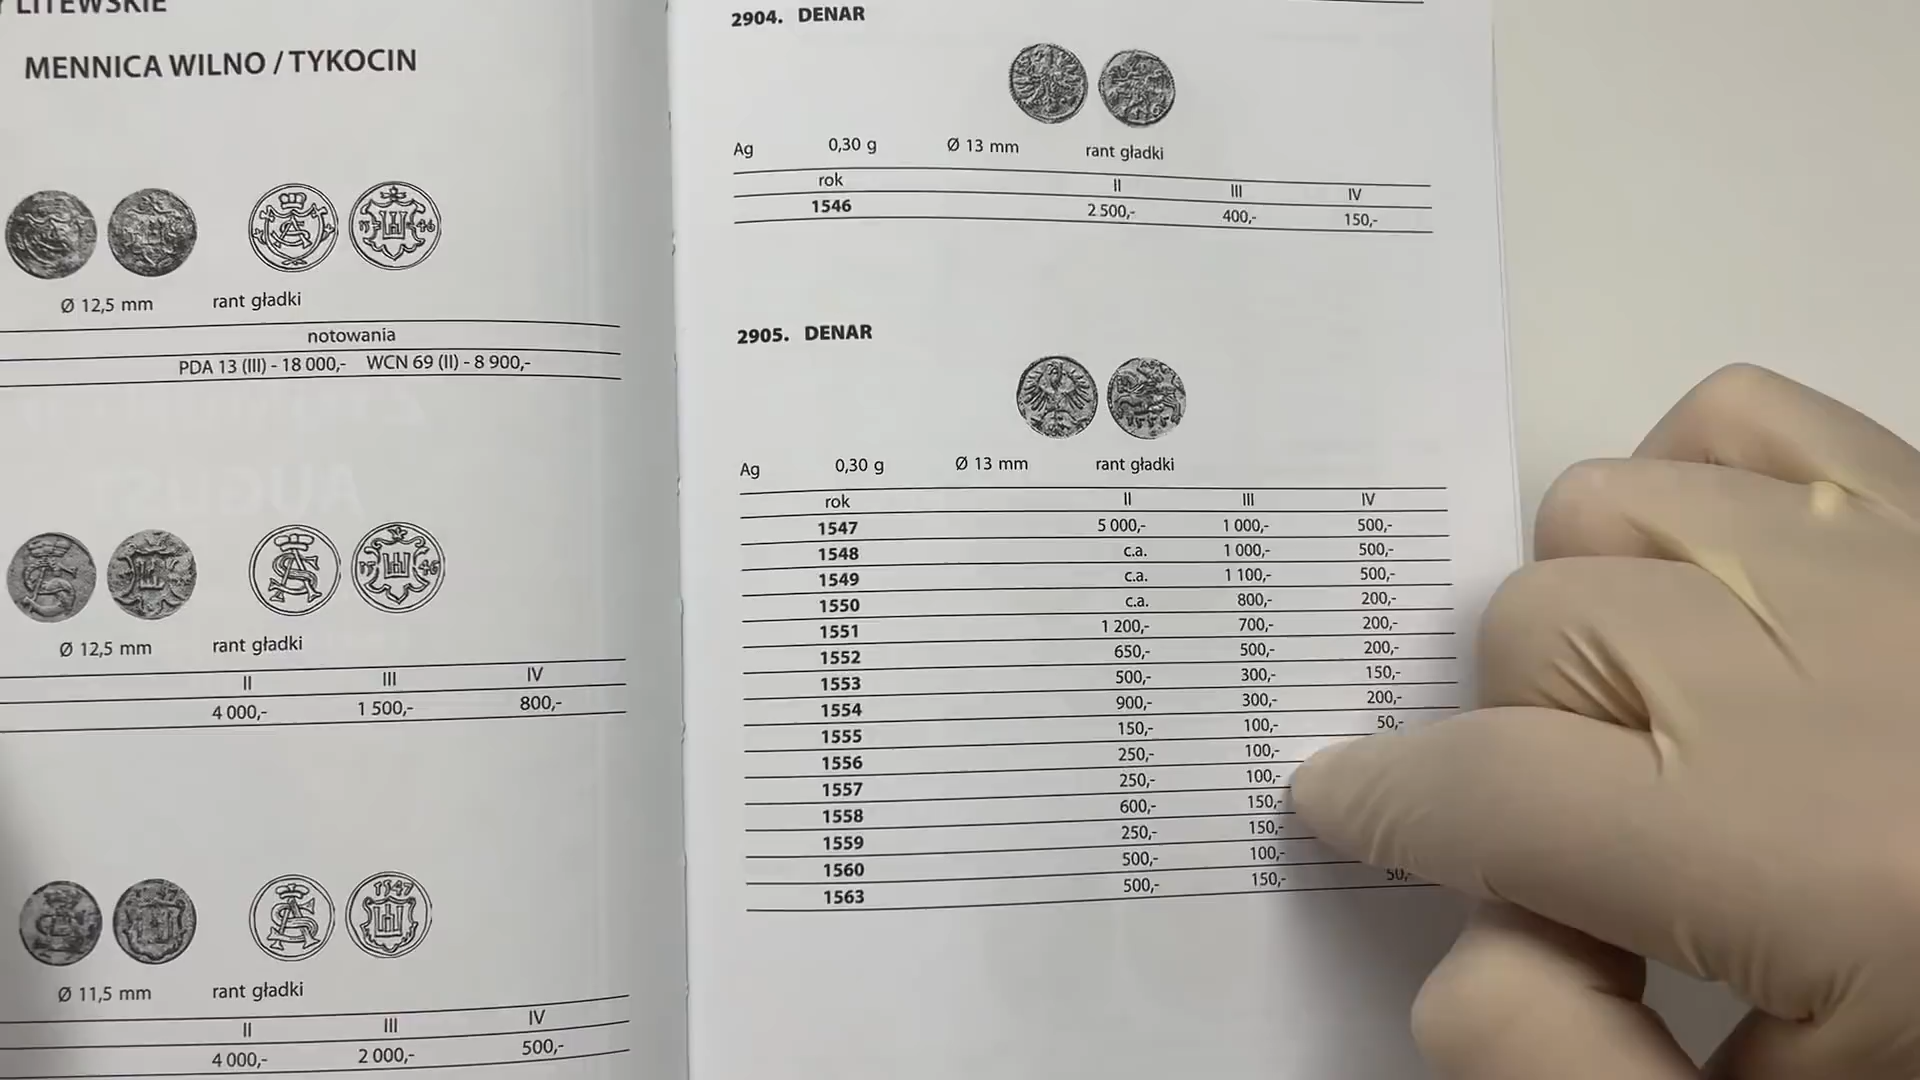 LITEWSKIE
MENNICA WILNO / TYKOCIN
Ø 12,5 mm rant gładki
notowania
PDA 13 (III) - 18 000,- WCN 69 (II) - 8 900,-
Ø 12,5 mm rant gładki
II III IV
4 000,- 1 500,- 800,-
1547
Ø 11,5 mm rant gładki
II III IV
4 000,- 2 000,- 500,-
2904. DENAR
Ag 0,30 g Ø 13 mm rant gładki
rok II III IV
1546 2 500,- 400,- 150,-
2905. DENAR
Ag 0,30 g Ø 13 mm rant gładki
rok II III IV
1547 5 000,- 1 000,- 500,-
1548 c.a. 1 000,- 500,-
1549 c.a. 1 100,- 500,-
1550 c.a. 800,- 200,-
1551 1 200,- 700,- 200,-
1552 650,- 500,- 200,-
1553 500,- 300,- 150,-
1554 900,- 300,- 200,-
1555 150,- 100,- 50,-
1556 250,- 100,-
1557 250,- 100,-
1558 600,- 150,-
1559 250,- 150,-
1560 500,- 100,-
1563 500,- 150,- 50,-